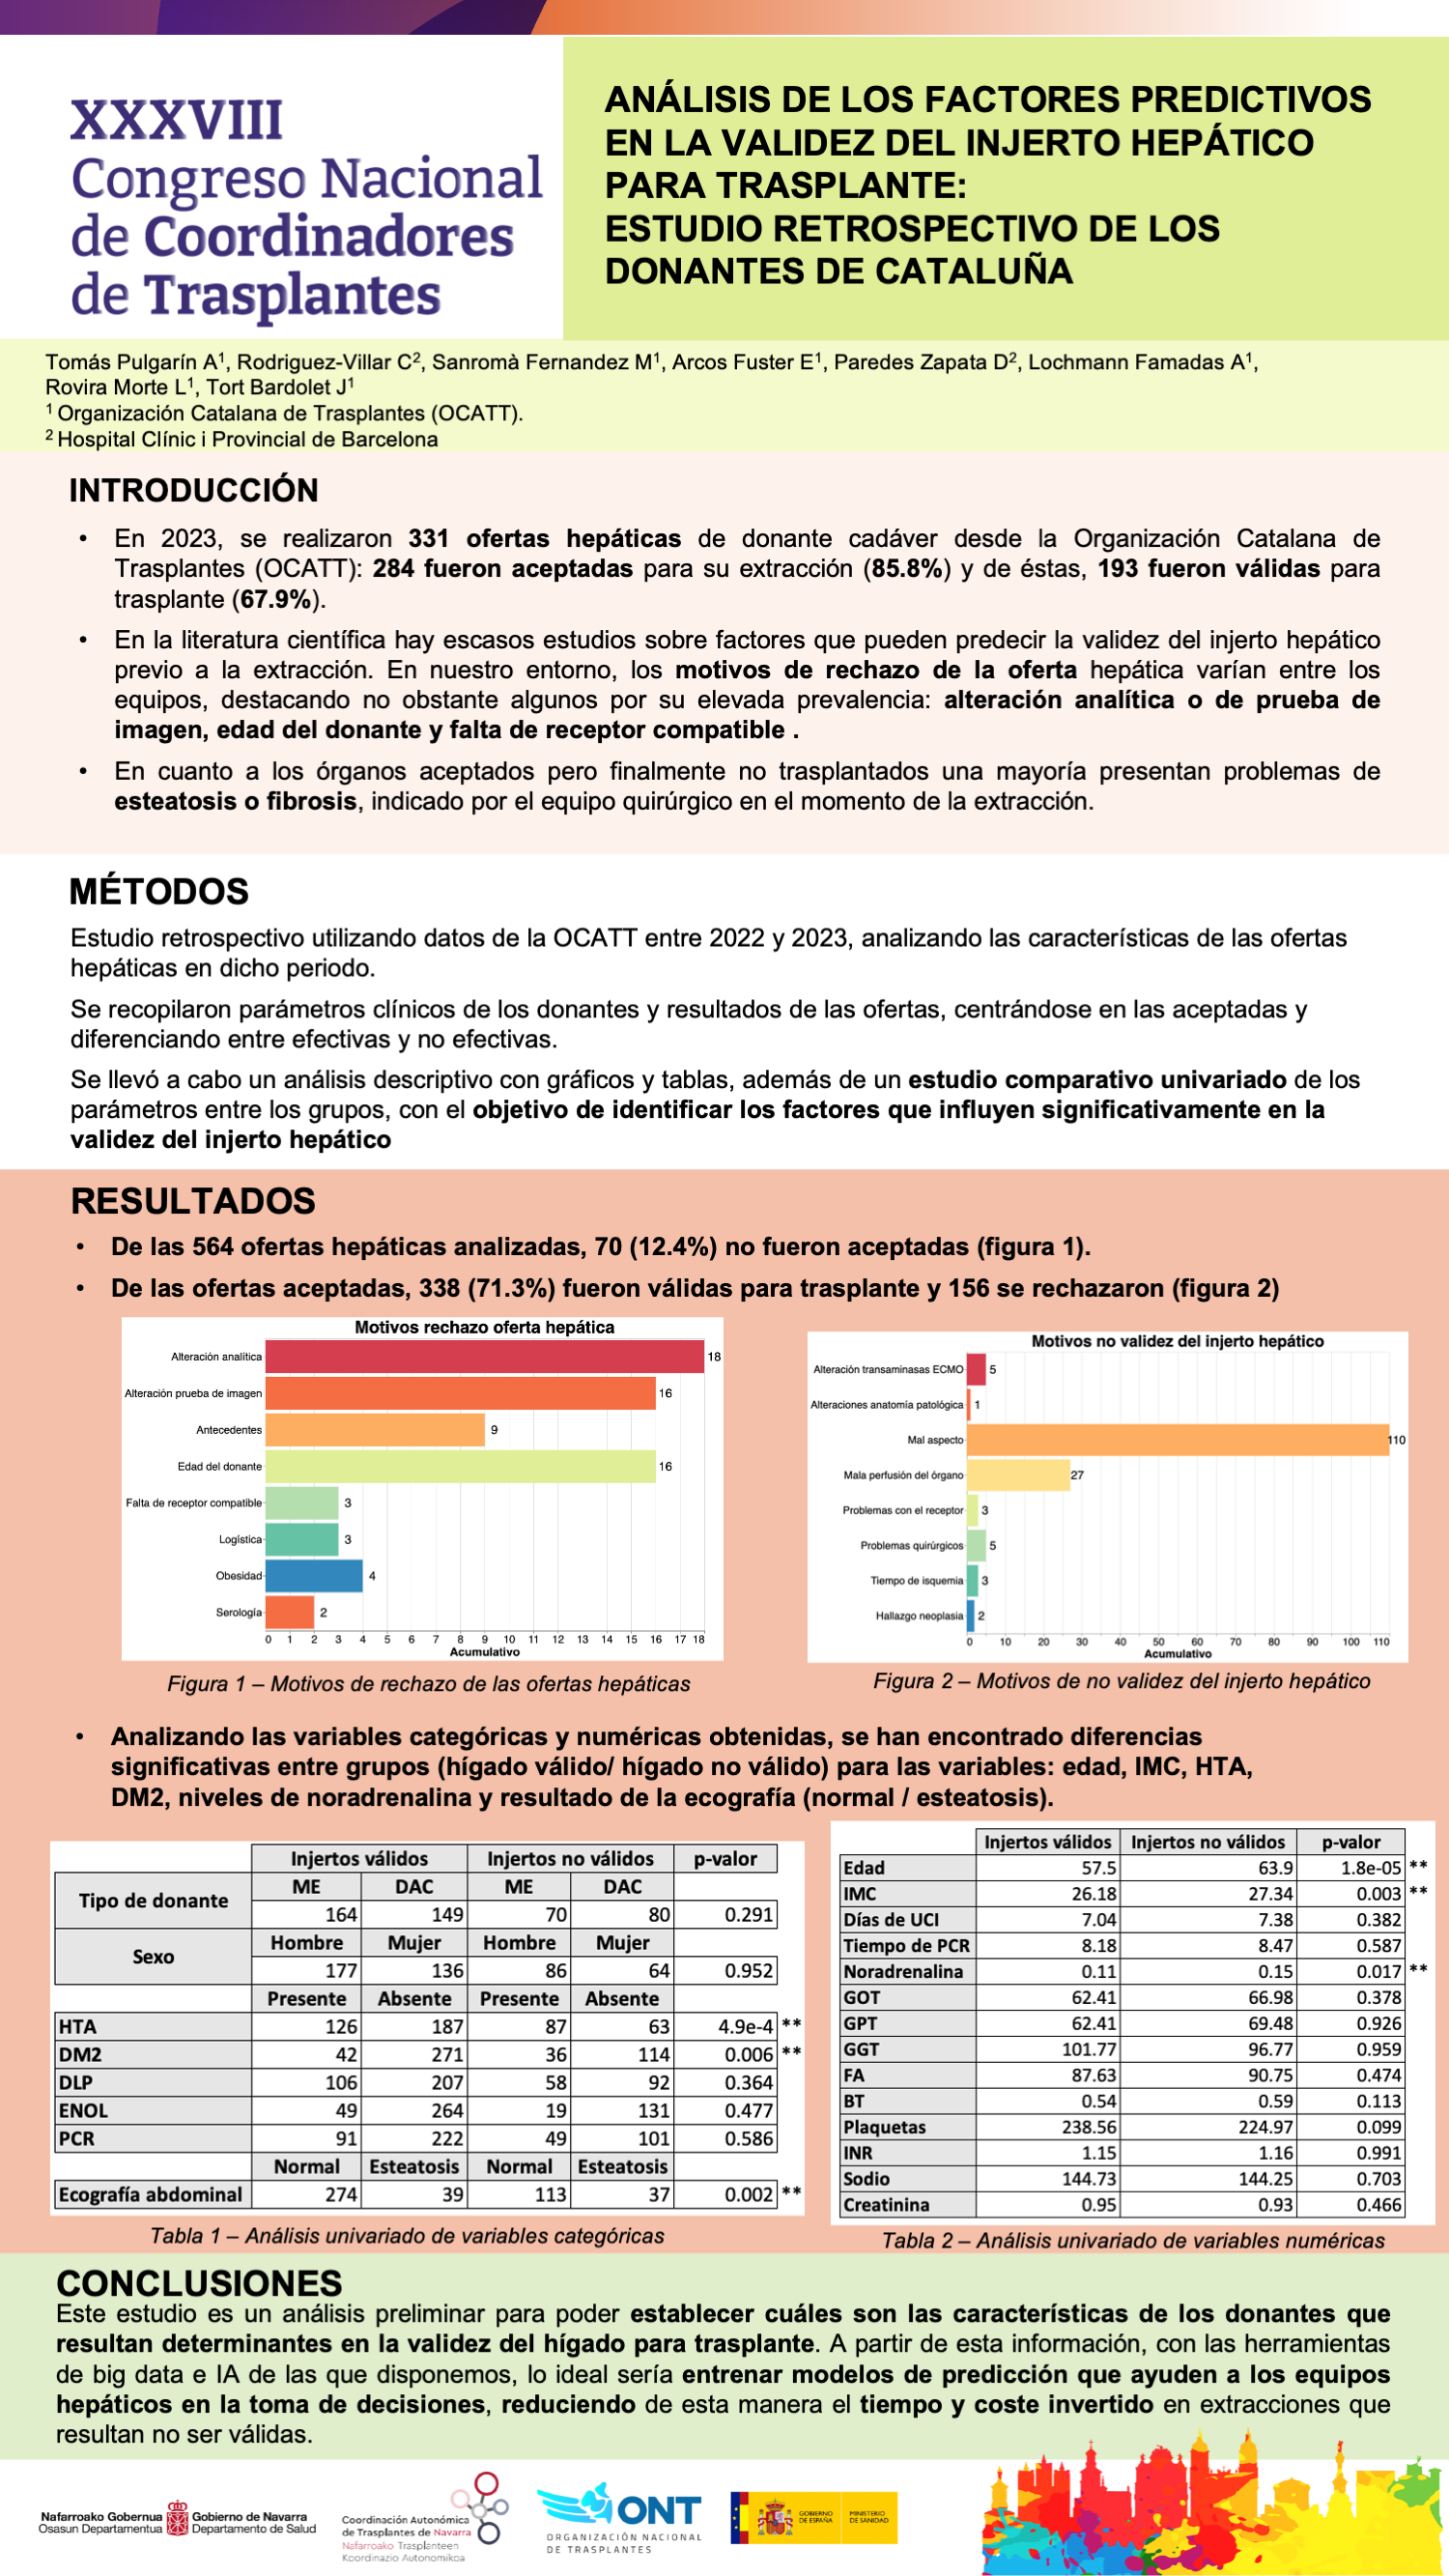 XXXVIII
Congreso Nacional
de Coordinadores
de Trasplantes
ANÁLISIS DE LOS FACTORES PREDICTIVOS
EN LA VALIDEZ DEL INJERTO HEPÁTICO
PARA TRASPLANTE:
ESTUDIO RETROSPECTIVO DE LOS
DONANTES DE CATALUÑA
Tomás Pulgarín A1, Rodriguez-Villar C2, Sanromà Fernandez M1, Arcos Fuster E1, Paredes Zapata D2, Lochmann Famadas A1,
Rovira Morte L1, Tort Bardolet J1
1 Organización Catalana de Trasplantes (OCATT).
2 Hospital Clínic i Provincial de Barcelona
INTRODUCCIÓN
• En 2023, se realizaron 331 ofertas hepáticas de donante cadáver desde la Organización Catalana de
Trasplantes (OCATT): 284 fueron aceptadas para su extracción (85.8%) y de éstas, 193 fueron válidas para
trasplante (67.9%).
• En la literatura científica hay escasos estudios sobre factores que pueden predecir la validez del injerto hepático
previo a la extracción. En nuestro entorno, los motivos de rechazo de la oferta hepática varían entre los
equipos, destacando no obstante algunos por su elevada prevalencia: alteración analítica o de prueba de
imagen, edad del donante y falta de receptor compatible .
• En cuanto a los órganos aceptados pero finalmente no trasplantados una mayoría presentan problemas de
esteatosis o fibrosis, indicado por el equipo quirúrgico en el momento de la extracción.
MÉTODOS
Estudio retrospectivo utilizando datos de la OCATT entre 2022 y 2023, analizando las características de las ofertas
hepáticas en dicho periodo.
Se recopilaron parámetros clínicos de los donantes y resultados de las ofertas, centrándose en las aceptadas y
diferenciando entre efectivas y no efectivas.
Se llevó a cabo un análisis descriptivo con gráficos y tablas, además de un estudio comparativo univariado de los
parámetros entre los grupos, con el objetivo de identificar los factores que influyen significativamente en la
validez del injerto hepático
RESULTADOS
• De las 564 ofertas hepáticas analizadas, 70 (12.4%) no fueron aceptadas (figura 1).
• De las ofertas aceptadas, 338 (71.3%) fueron válidas para trasplante y 156 se rechazaron (figura 2)
Motivos rechazo oferta hepática
Alteración analítica 18
Alteración prueba de imagen 16
Antecedentes 9
Edad del donante 16
Falta de receptor compatible 3
Logística 3
Obesidad 4
Serología 2
0 1 2 3 4 5 6 7 8 9 10 11 12 13 14 15 16 17 18
Acumulativo
Figura 1 – Motivos de rechazo de las ofertas hepáticas
Motivos no validez del injerto hepático
Alteración transaminasas ECMO 5
Alteraciones anatomía patológica 1
Mal aspecto 110
Mala perfusión del órgano 27
Problemas con el receptor 3
Problemas quirúrgicos 5
Tiempo de isquemia 3
Hallazgo neoplasia 2
0 10 20 30 40 50 60 70 80 90 100 110
Acumulativo
Figura 2 – Motivos de no validez del injerto hepático
• Analizando las variables categóricas y numéricas obtenidas, se han encontrado diferencias
significativas entre grupos (hígado válido/ hígado no válido) para las variables: edad, IMC, HTA,
DM2, niveles de noradrenalina y resultado de la ecografía (normal / esteatosis).
Injertos válidos Injertos no válidos p-valor
Tipo de donante ME DAC ME DAC
164 149 70 80 0.291
Sexo Hombre Mujer Hombre Mujer
177 136 86 64 0.952
Presente Absente Presente Absente
HTA 126 187 87 63 4.9e-4 **
DM2 42 271 36 114 0.006 **
DLP 106 207 58 92 0.364
ENOL 49 264 19 131 0.477
PCR 91 222 49 101 0.586
Normal Esteatosis Normal Esteatosis
Ecografía abdominal 274 39 113 37 0.002 **
Tabla 1 – Análisis univariado de variables categóricas
Injertos válidos Injertos no válidos p-valor
Edad 57.5 63.9 1.8e-05 **
IMC 26.18 27.34 0.003 **
Días de UCI 7.04 7.38 0.382
Tiempo de PCR 8.18 8.47 0.587
Noradrenalina 0.11 0.15 0.017 **
GOT 62.41 66.98 0.378
GPT 62.41 69.48 0.926
GGT 101.77 96.77 0.959
FA 87.63 90.75 0.474
BT 0.54 0.59 0.113
Plaquetas 238.56 224.97 0.099
INR 1.15 1.16 0.991
Sodio 144.73 144.25 0.703
Creatinina 0.95 0.93 0.466
Tabla 2 – Análisis univariado de variables numéricas
CONCLUSIONES
Este estudio es un análisis preliminar para poder establecer cuáles son las características de los donantes que
resultan determinantes en la validez del hígado para trasplante. A partir de esta información, con las herramientas
de big data e IA de las que disponemos, lo ideal sería entrenar modelos de predicción que ayuden a los equipos
hepáticos en la toma de decisiones, reduciendo de esta manera el tiempo y coste invertido en extracciones que
resultan no ser válidas.
Nafarroako Gobernua
Osasun Departamentua
Gobierno de Navarra
Departamento de Salud
Coordinación Autonómica
de Trasplantes de Navarra
Nafarroako Trasplanteen
Koordinazio Autonomikoa
ONT
ORGANIZACIÓN NACIONAL
DE TRASPLANTES
GOBIERNO
DE ESPAÑA
MINISTERIO
DE SANIDAD